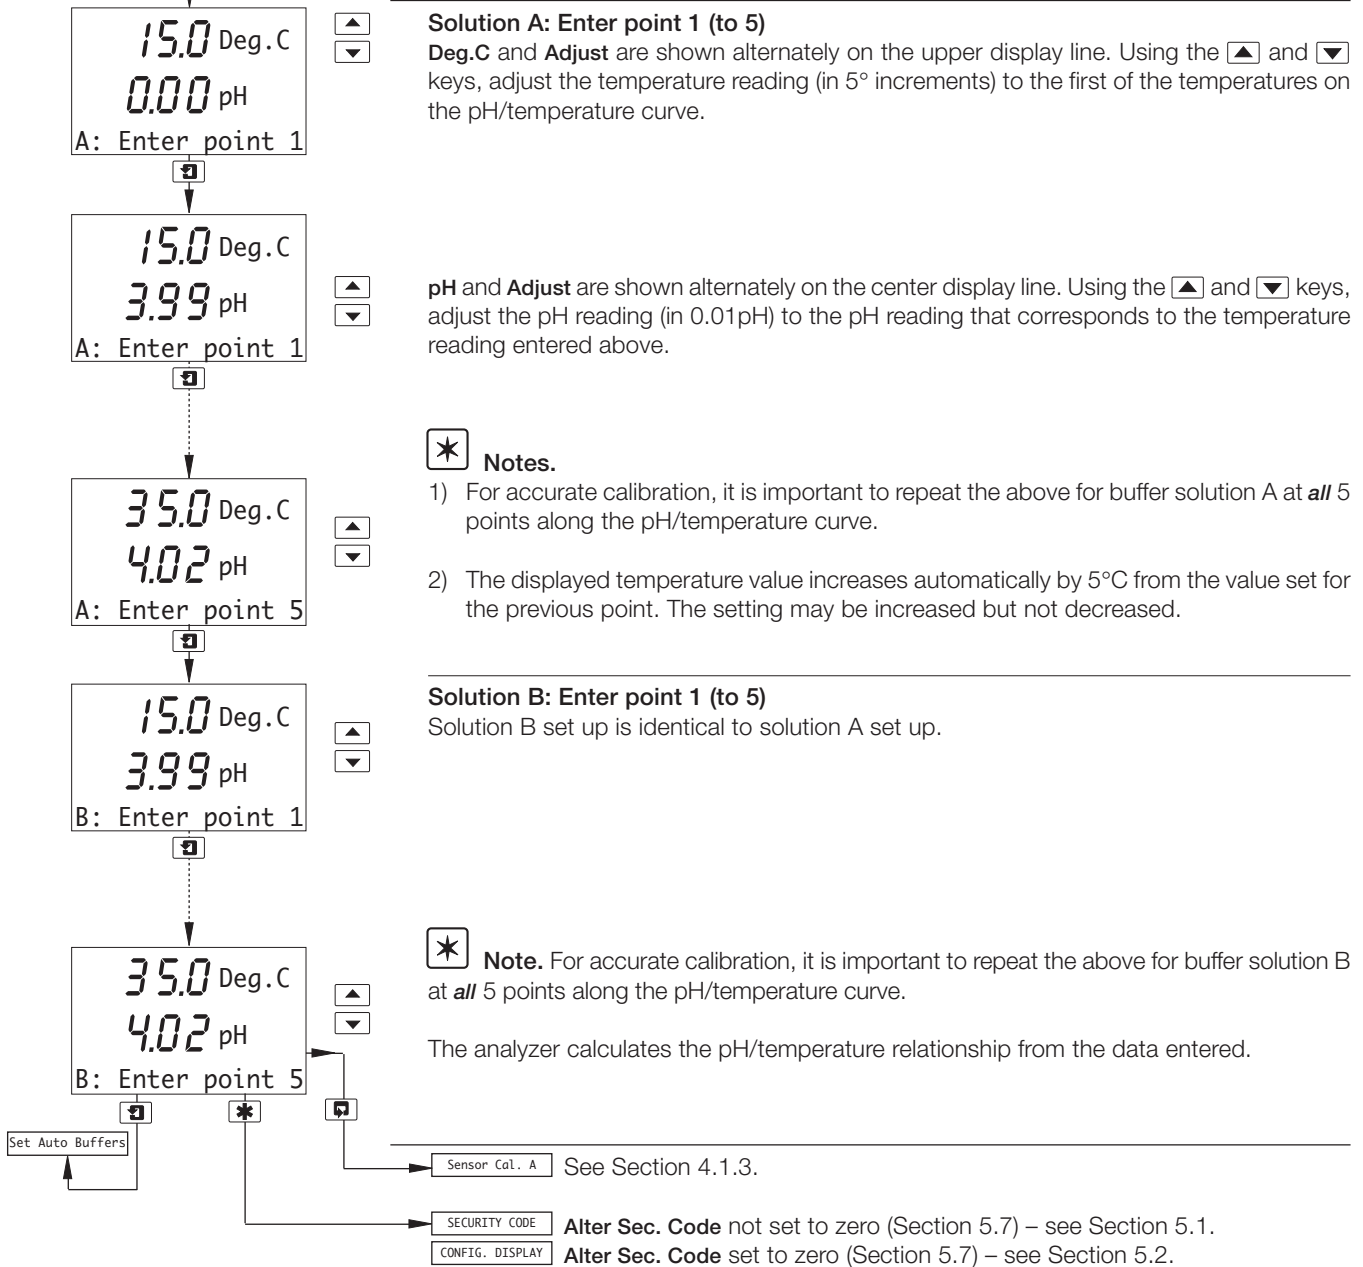 15.0 Deg.C
0.00 pH
A: Enter point 1
Solution A: Enter point 1 (to 5)
Deg.C and Adjust are shown alternately on the upper display line. Using the ▲ and ▼
keys, adjust the temperature reading (in 5° increments) to the first of the temperatures on
the pH/temperature curve.
15.0 Deg.C
3.99 pH
A: Enter point 1
pH and Adjust are shown alternately on the center display line. Using the ▲ and ▼ keys,
adjust the pH reading (in 0.01pH) to the pH reading that corresponds to the temperature
reading entered above.
Notes.
1) For accurate calibration, it is important to repeat the above for buffer solution A at all 5
points along the pH/temperature curve.
2) The displayed temperature value increases automatically by 5°C from the value set for
the previous point. The setting may be increased but not decreased.
35.0 Deg.C
4.02 pH
A: Enter point 5
Solution B: Enter point 1 (to 5)
Solution B set up is identical to solution A set up.
15.0 Deg.C
3.99 pH
B: Enter point 1
Note. For accurate calibration, it is important to repeat the above for buffer solution B
at all 5 points along the pH/temperature curve.
The analyzer calculates the pH/temperature relationship from the data entered.
35.0 Deg.C
4.02 pH
B: Enter point 5
Set Auto Buffers
Sensor Cal. A See Section 4.1.3.
SECURITY CODE Alter Sec. Code not set to zero (Section 5.7) – see Section 5.1.
CONFIG. DISPLAY Alter Sec. Code set to zero (Section 5.7) – see Section 5.2.